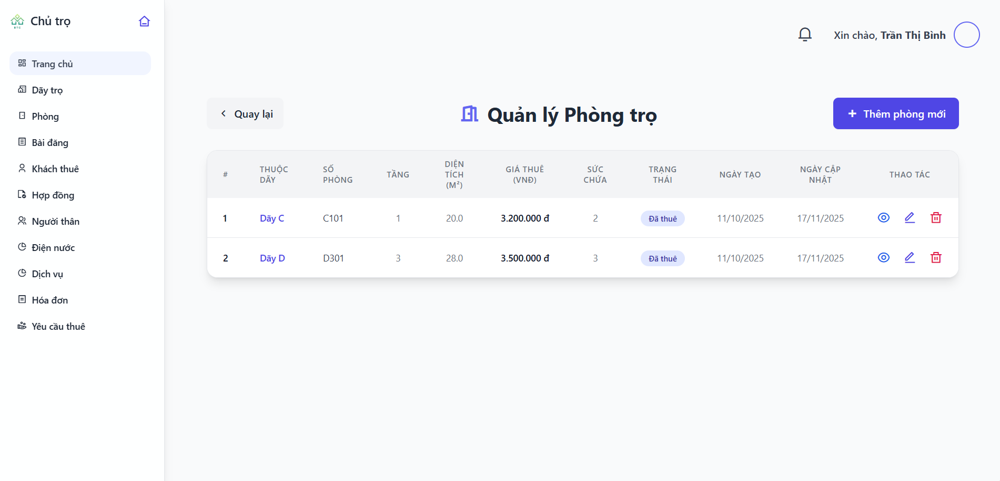 Chủ trọ
BTC
Trang chủ
Dãy trọ
Phòng
Bài đăng
Khách thuê
Hợp đồng
Người thân
Điện nước
Dịch vụ
Hóa đơn
Yêu cầu thuê
Xin chào, Trần Thị Bình
Quay lại
Quản lý Phòng trọ
+ Thêm phòng mới
# THUỘC DÃY SỐ PHÒNG TẦNG DIỆN TÍCH (M²) GIÁ THUÊ (VNĐ) SỨC CHỨA TRẠNG THÁI NGÀY TẠO NGÀY CẬP NHẬT THAO TÁC
1 Dãy C C101 1 20.0 3.200.000 đ 2 Đã thuê 11/10/2025 17/11/2025
2 Dãy D D301 3 28.0 3.500.000 đ 3 Đã thuê 11/10/2025 17/11/2025